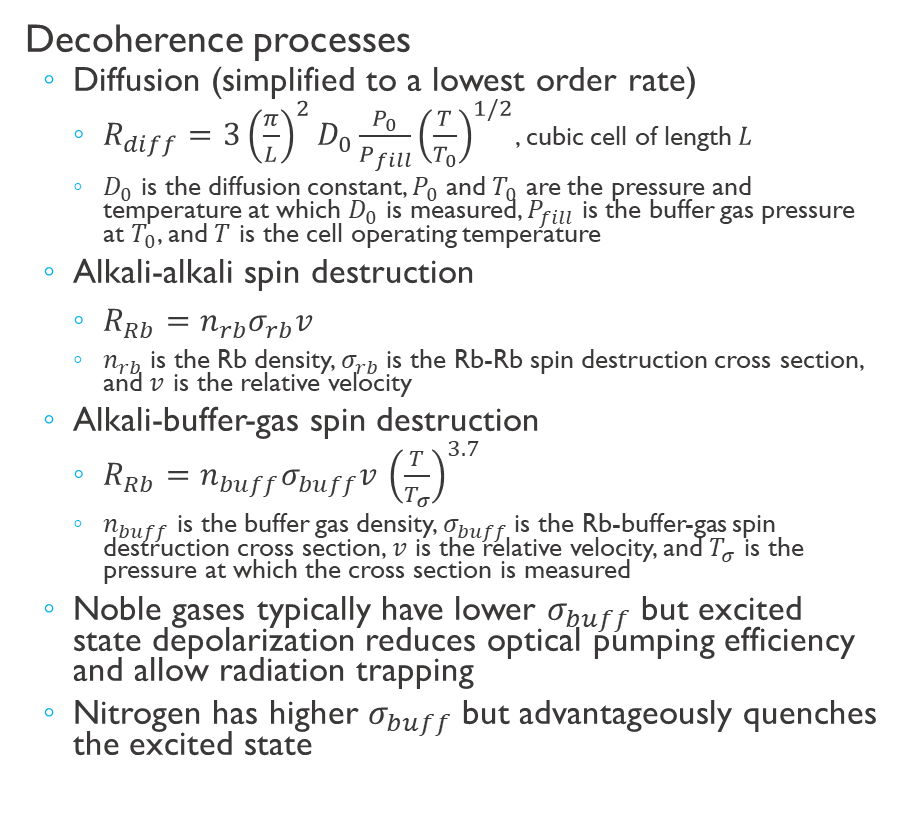 Decoherence processes
◦ Diffusion (simplified to a lowest order rate)
◦ $R_{diff} = 3\left(\frac{\pi}{L}\right)^2 D_0 \frac{P_0}{P_{fill}} \left(\frac{T}{T_0}\right)^{1/2}$, cubic cell of length $L$
◦ $D_0$ is the diffusion constant, $P_0$ and $T_0$ are the pressure and
temperature at which $D_0$ is measured, $P_{fill}$ is the buffer gas pressure
at $T_0$, and $T$ is the cell operating temperature
◦ Alkali-alkali spin destruction
◦ $R_{Rb} = n_{rb}\sigma_{rb}v$
◦ $n_{rb}$ is the Rb density, $\sigma_{rb}$ is the Rb-Rb spin destruction cross section,
and $v$ is the relative velocity
◦ Alkali-buffer-gas spin destruction
◦ $R_{Rb} = n_{buff}\sigma_{buff}v \left(\frac{T}{T_\sigma}\right)^{3.7}$
◦ $n_{buff}$ is the buffer gas density, $\sigma_{buff}$ is the Rb-buffer-gas spin
destruction cross section, $v$ is the relative velocity, and $T_\sigma$ is the
pressure at which the cross section is measured
◦ Noble gases typically have lower $\sigma_{buff}$ but excited
state depolarization reduces optical pumping efficiency
and allow radiation trapping
◦ Nitrogen has higher $\sigma_{buff}$ but advantageously quenches
the excited state